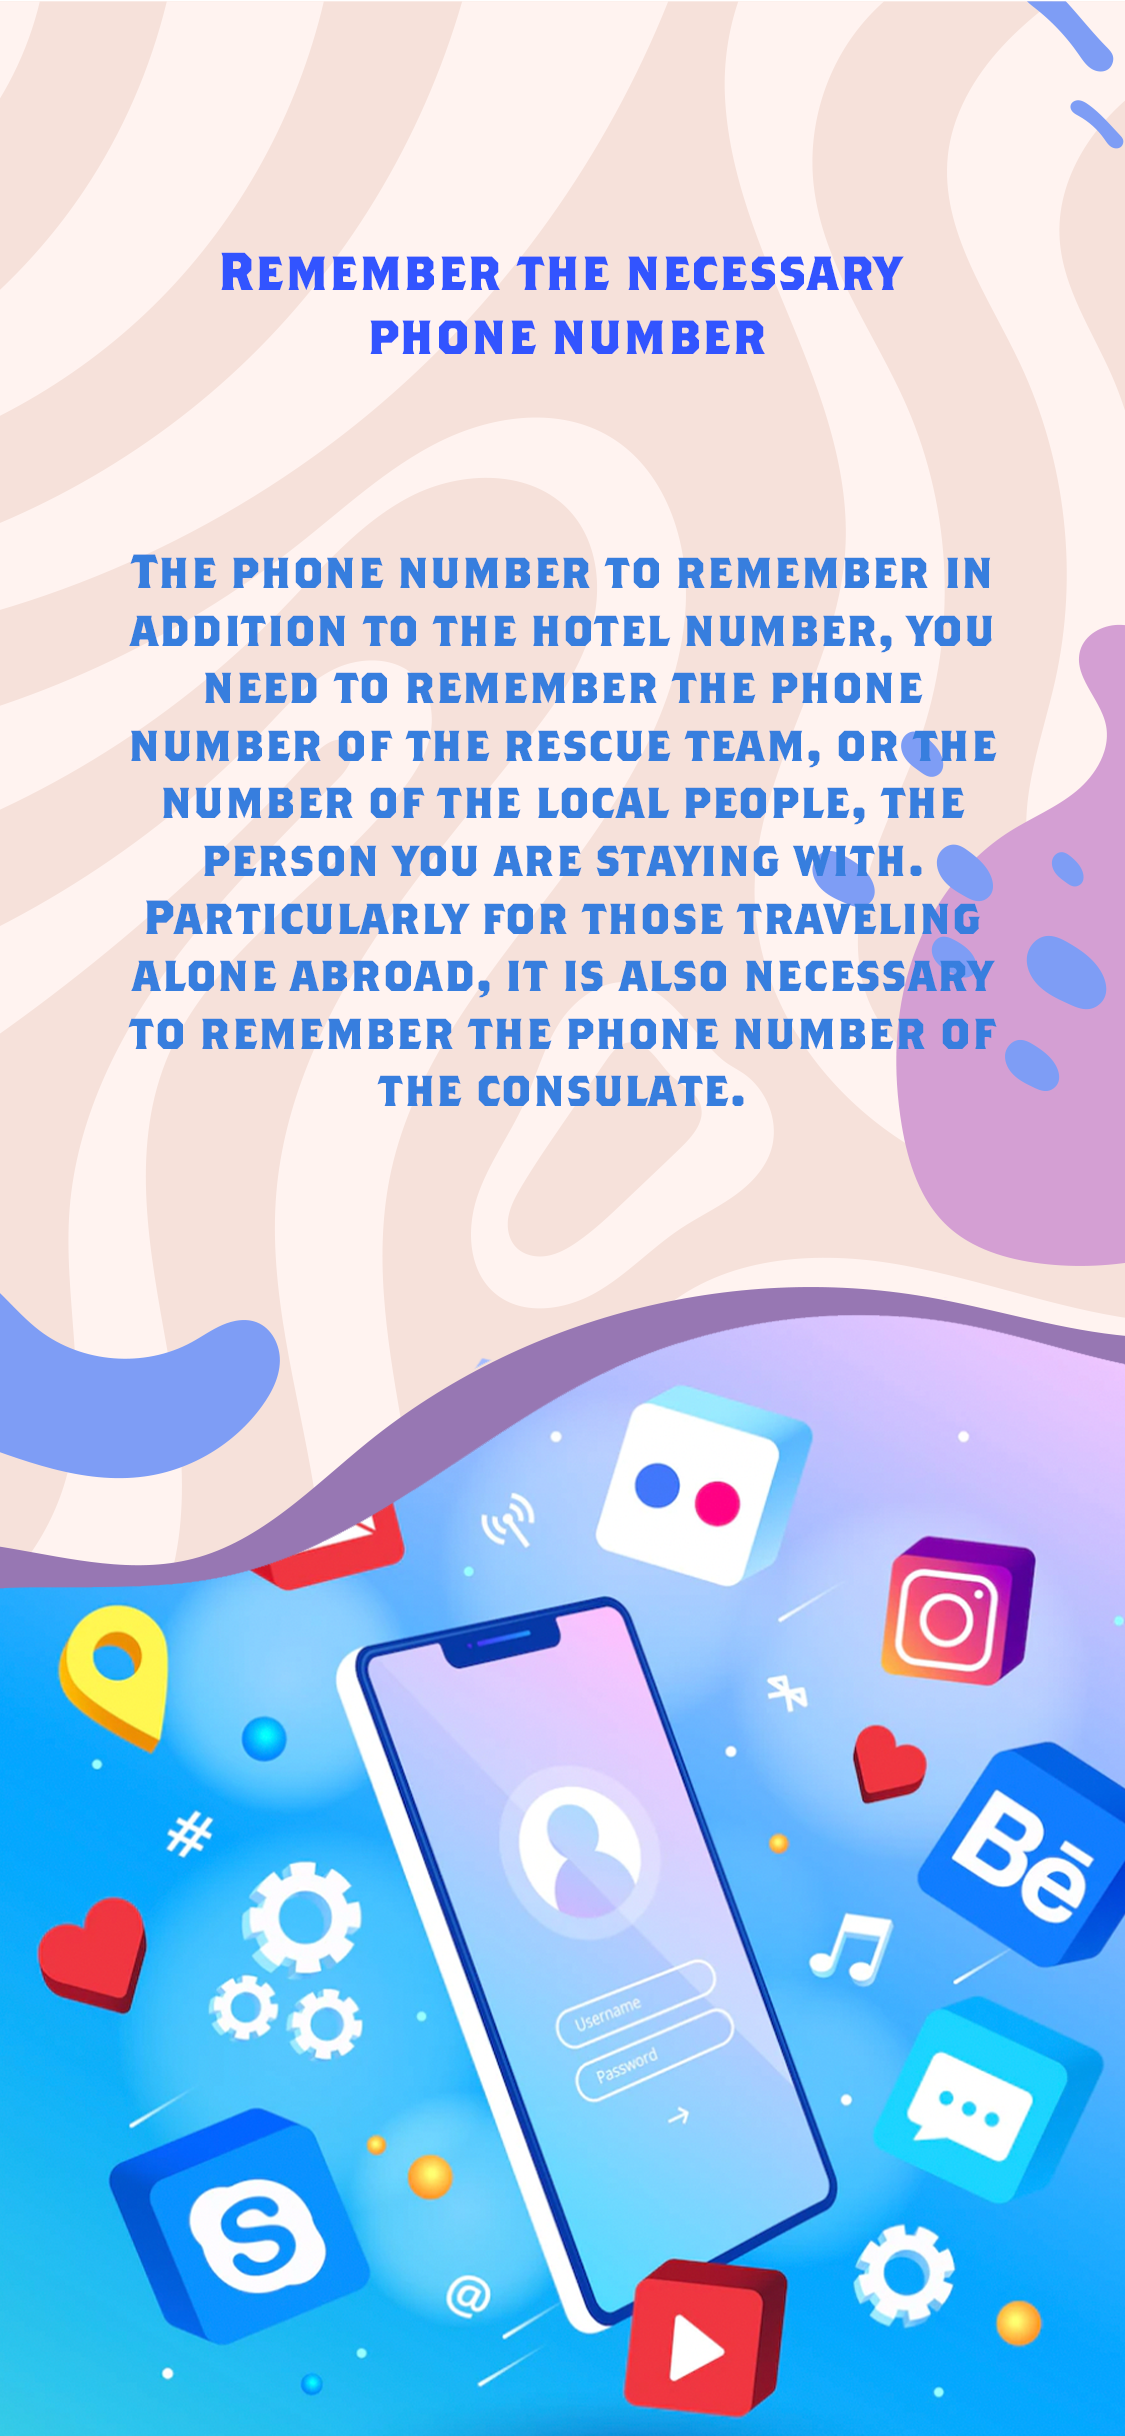 Remember the necessary
phone number
The phone number to remember in
addition to the hotel number, you
need to remember the phone
number of the rescue team, or the
number of the local people, the
person you are staying with.
Particularly for those traveling
alone abroad, it is also necessary
to remember the phone number of
the consulate.
Bē
#
Username
Password
S
@